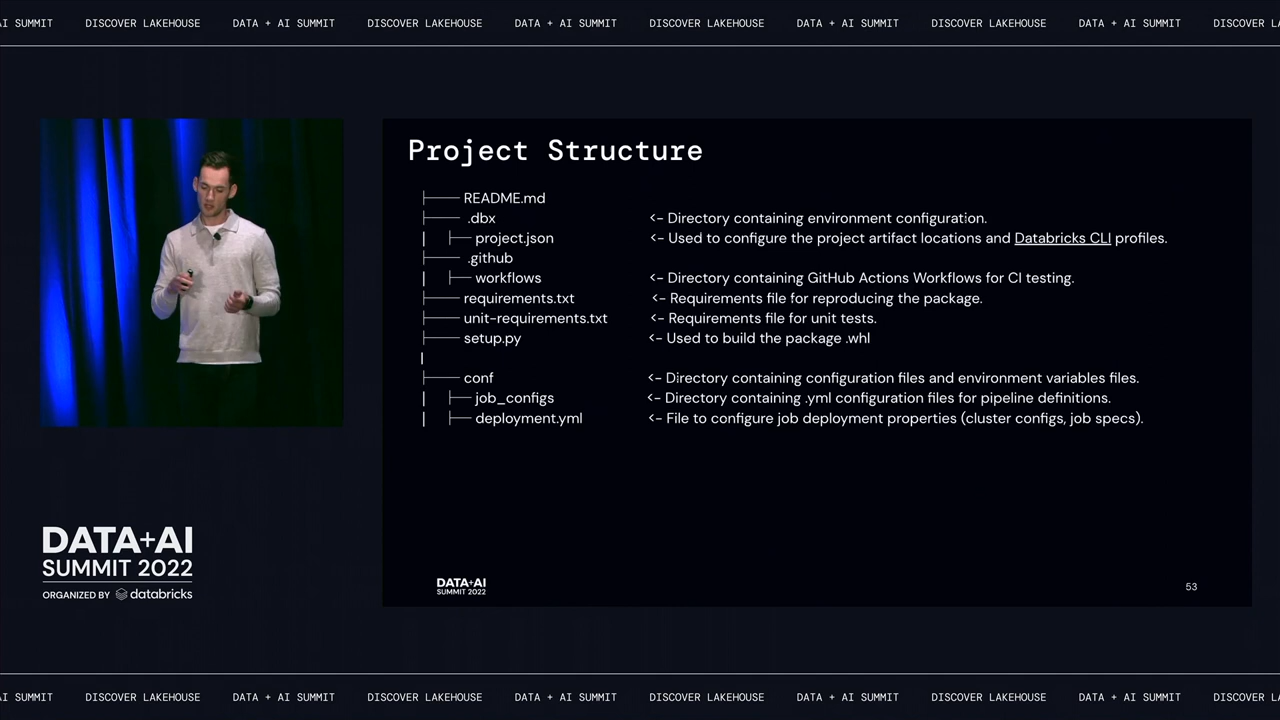 AI SUMMIT DISCOVER LAKEHOUSE DATA + AI SUMMIT DISCOVER LAKEHOUSE DATA + AI SUMMIT DISCOVER LAKEHOUSE DATA + AI SUMMIT DISCOVER LAKEHOUSE DATA + AI SUMMIT DISCOVER LA
Project Structure
├── README.md
├── .dbx <- Directory containing environment configuration.
│ ├── project.json <- Used to configure the project artifact locations and Databricks CLI profiles.
├── .github
│ ├── workflows <- Directory containing GitHub Actions Workflows for CI testing.
├── requirements.txt <- Requirements file for reproducing the package.
├── unit-requirements.txt <- Requirements file for unit tests.
├── setup.py <- Used to build the package .whl
│
├── conf <- Directory containing configuration files and environment variables files.
│ ├── job_configs <- Directory containing .yml configuration files for pipeline definitions.
│ ├── deployment.yml <- File to configure job deployment properties (cluster configs, job specs).
DATA+AI
SUMMIT 2022
53
DATA+AI
SUMMIT 2022
ORGANIZED BY databricks
AI SUMMIT DISCOVER LAKEHOUSE DATA + AI SUMMIT DISCOVER LAKEHOUSE DATA + AI SUMMIT DISCOVER LAKEHOUSE DATA + AI SUMMIT DISCOVER LAKEHOUSE DATA + AI SUMMIT DISCOVER LA